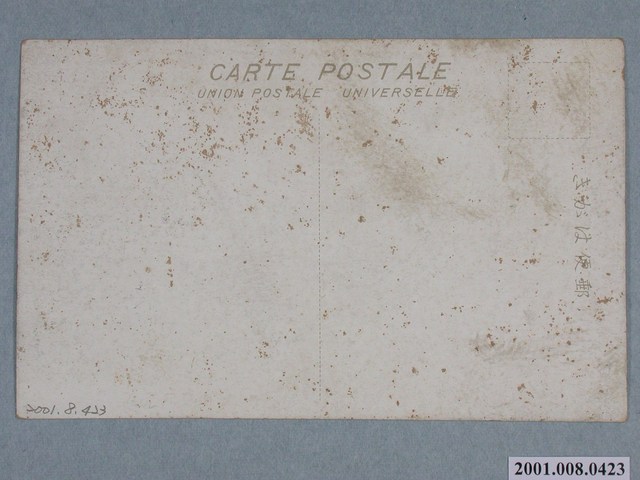 CARTE POSTALE
UNION POSTALE UNIVERSELLE
きかは便郵
2001.8.423
2001.008.0423